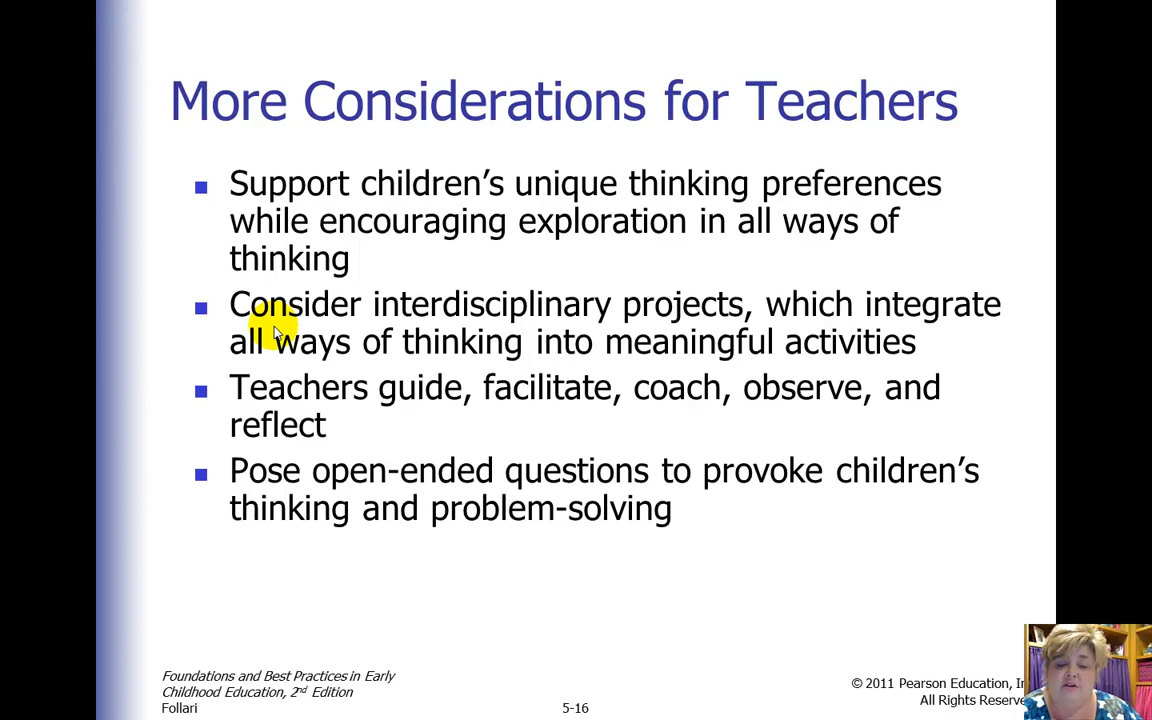 More Considerations for Teachers
Support children's unique thinking preferences
while encouraging exploration in all ways of
thinking
Consider interdisciplinary projects, which integrate
all ways of thinking into meaningful activities
Teachers guide, facilitate, coach, observe, and
reflect
Pose open-ended questions to provoke children's
thinking and problem-solving
Foundations and Best Practices in Early
Childhood Education, 2nd Edition
Follari
5-16
© 2011 Pearson Education,
All Rights